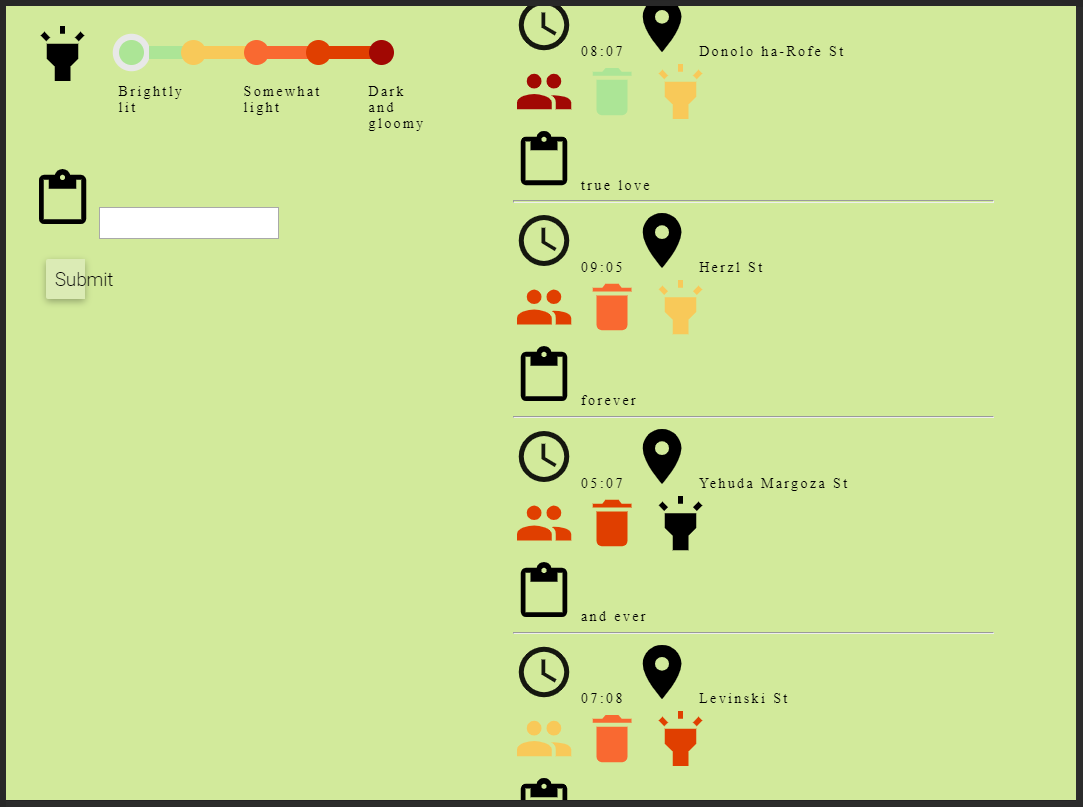 Brightly
lit
Somewhat
light
Dark
and
gloomy
Submit
08:07
Donolo ha-Rofe St
true love
09:05
Herzl St
forever
05:07
Yehuda Margoza St
and ever
07:08
Levinski St